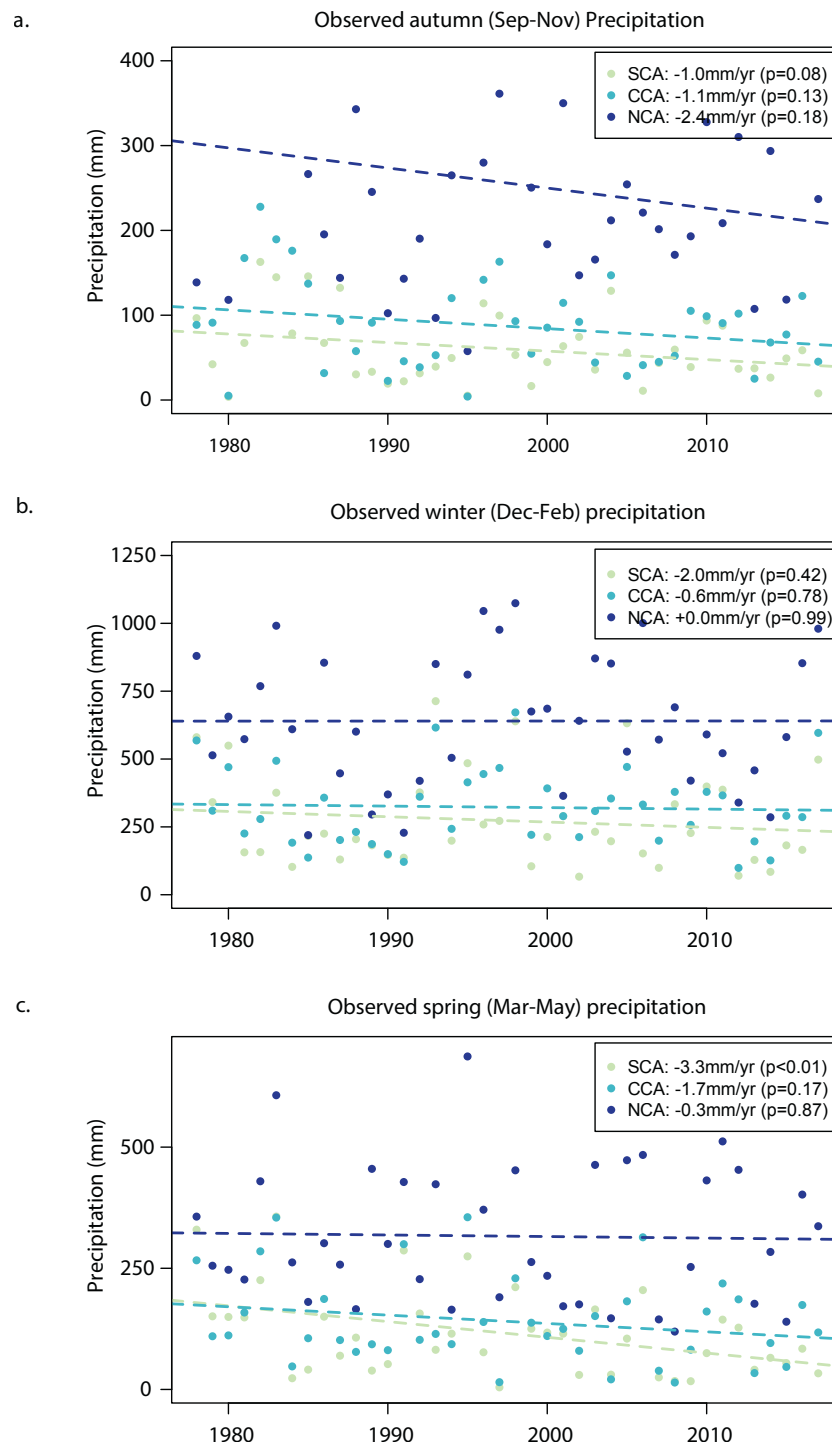 a.
Observed autumn (Sep-Nov) Precipitation
Precipitation (mm)
400
300
200
100
0
SCA: -1.0mm/yr (p=0.08)
CCA: -1.1mm/yr (p=0.13)
NCA: -2.4mm/yr (p=0.18)
1980 1990 2000 2010
b.
Observed winter (Dec-Feb) precipitation
Precipitation (mm)
1250
1000
750
500
250
0
SCA: -2.0mm/yr (p=0.42)
CCA: -0.6mm/yr (p=0.78)
NCA: +0.0mm/yr (p=0.99)
1980 1990 2000 2010
c.
Observed spring (Mar-May) precipitation
Precipitation (mm)
500
250
0
SCA: -3.3mm/yr (p<0.01)
CCA: -1.7mm/yr (p=0.17)
NCA: -0.3mm/yr (p=0.87)
1980 1990 2000 2010